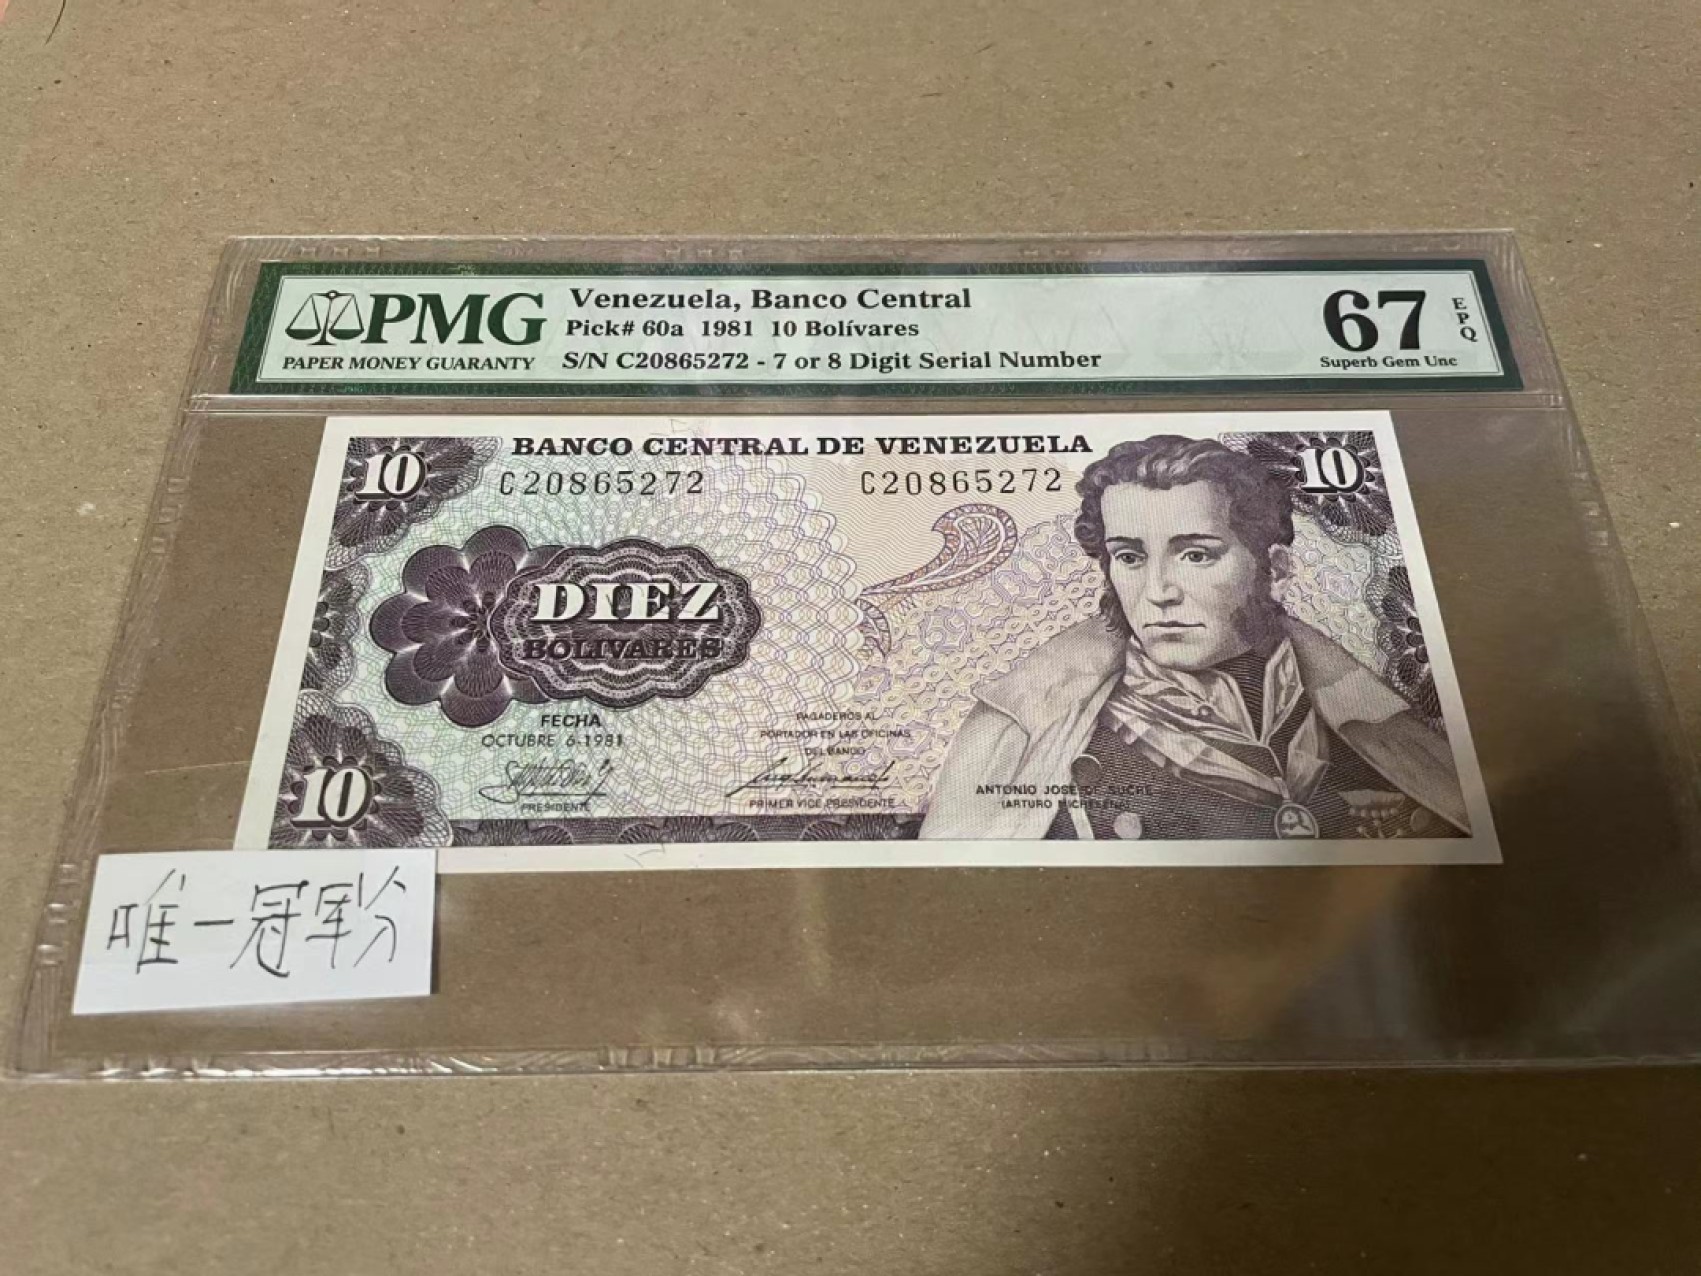 PMG
PAPER MONEY GUARANTY
Venezuela, Banco Central
Pick# 60a 1981 10 Bolívares
S/N C20865272 - 7 or 8 Digit Serial Number
67
EPQ
Superb Gem Unc
BANCO CENTRAL DE VENEZUELA
10
C20865272
C20865272
10
DIEZ
BOLIVARES
FECHA
OCTUBRE 6-1981
PRESIDENTE
PAGADEROS AL
PORTADOR EN LAS OFICINAS
DEL BANCO
PRIMER VICE PRESIDENTE
ANTONIO JOSE DE SUCRE
(ARTURO MICHELENA)
10
唯一冠军分